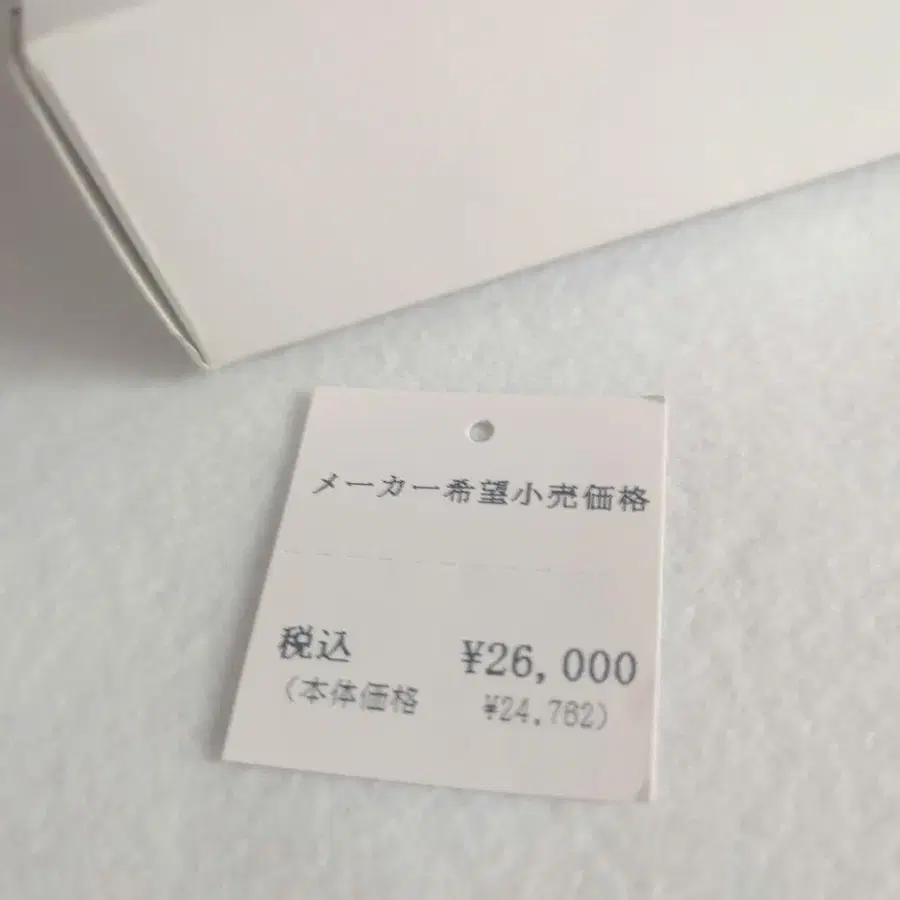 メーカー希望小売価格
税込 ¥26,000
(本体価格 ¥24,762)